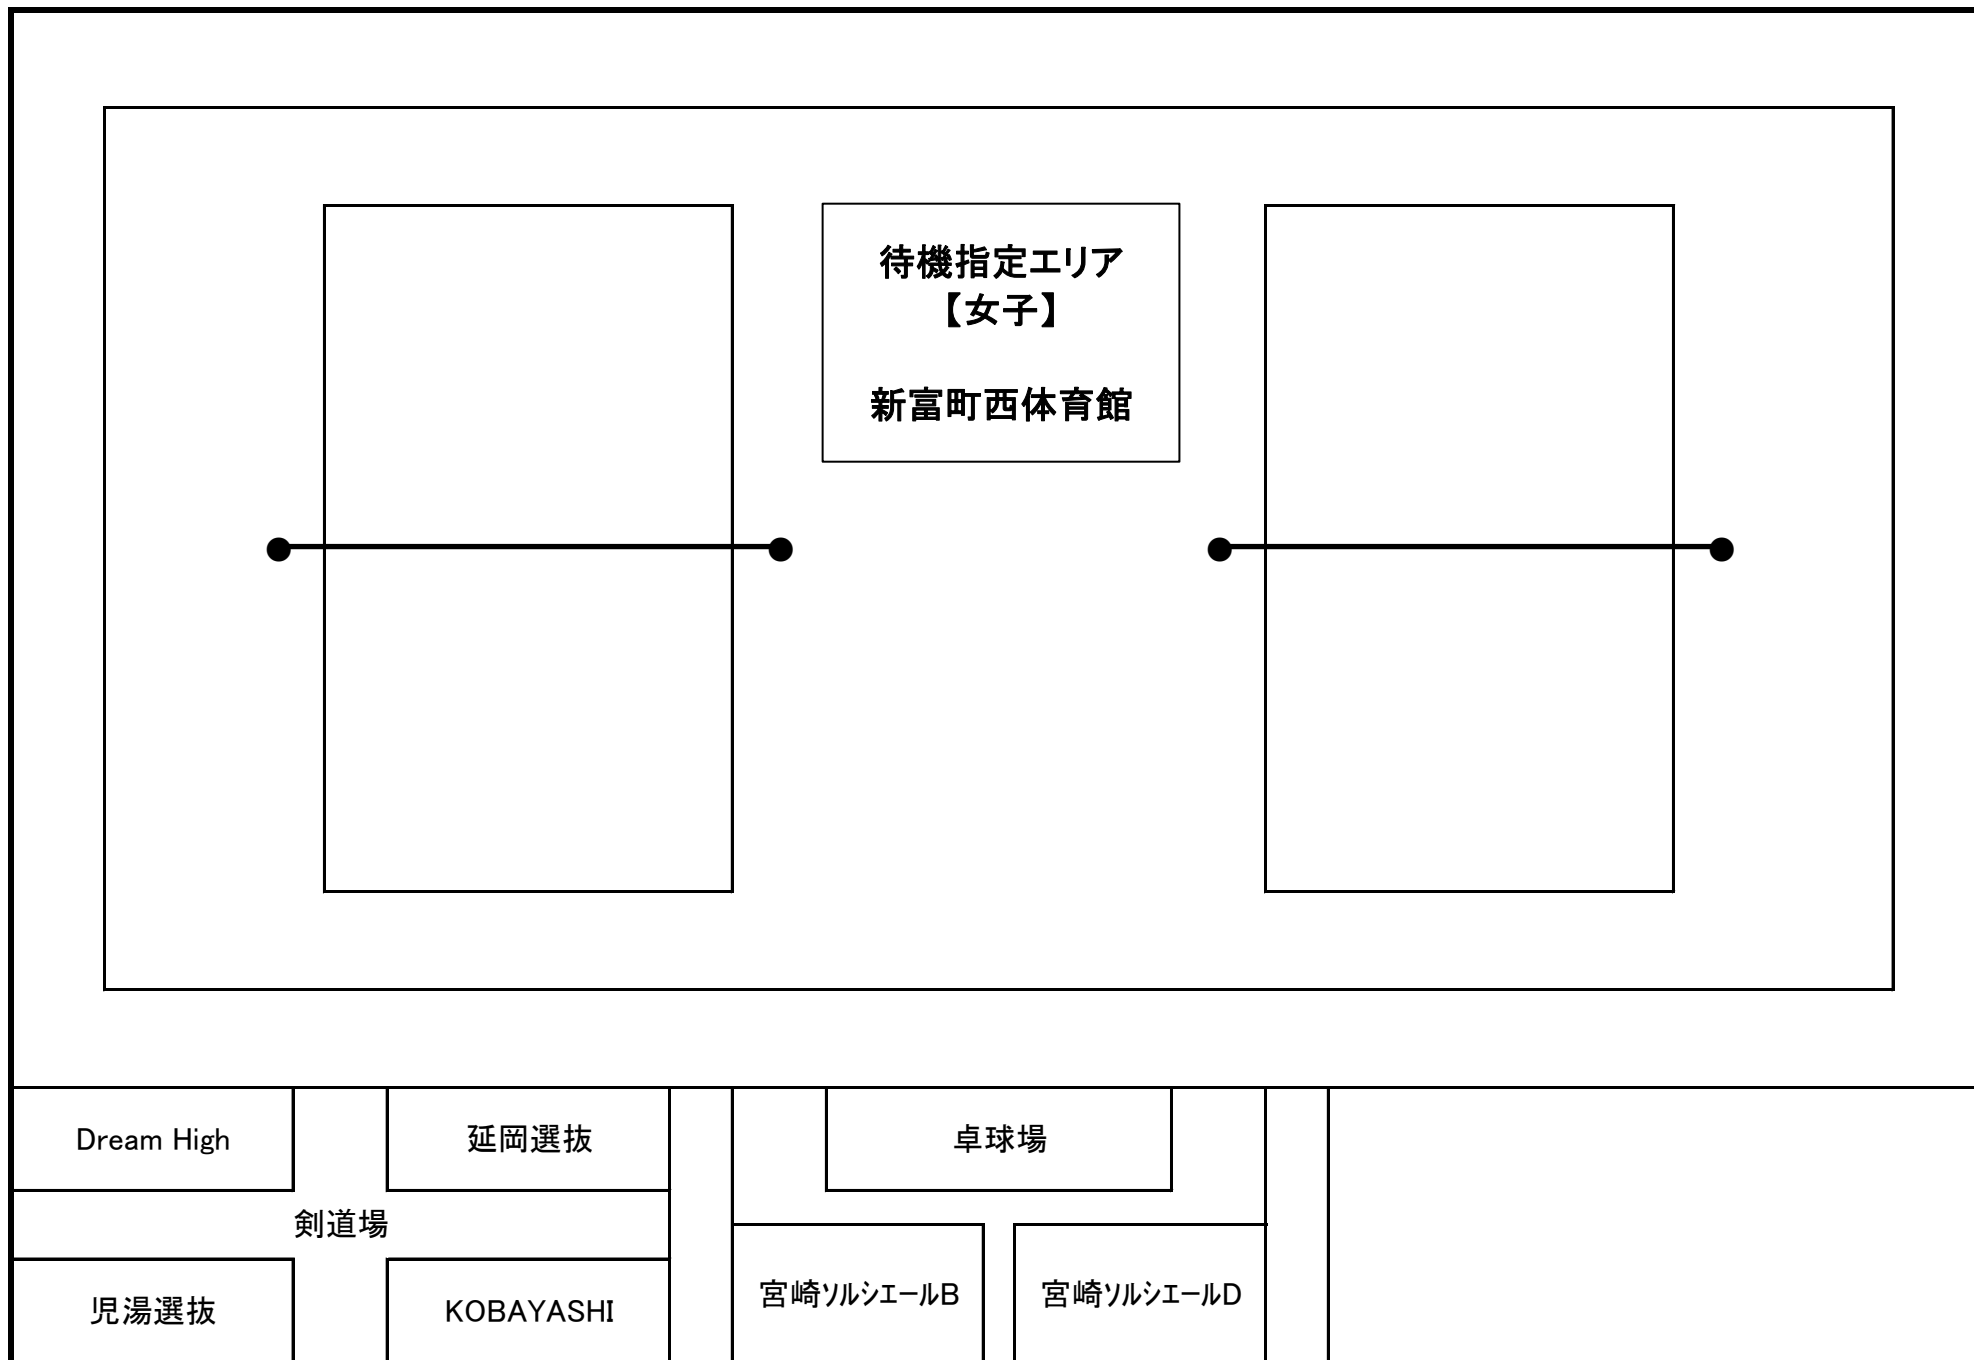 待機指定エリア
【女子】
新富町西体育館
Dream High
延岡選抜
卓球場
剣道場
児湯選抜
KOBAYASHI
宮崎ｿﾙｼｴｰﾙB
宮崎ｿﾙｼｴｰﾙD